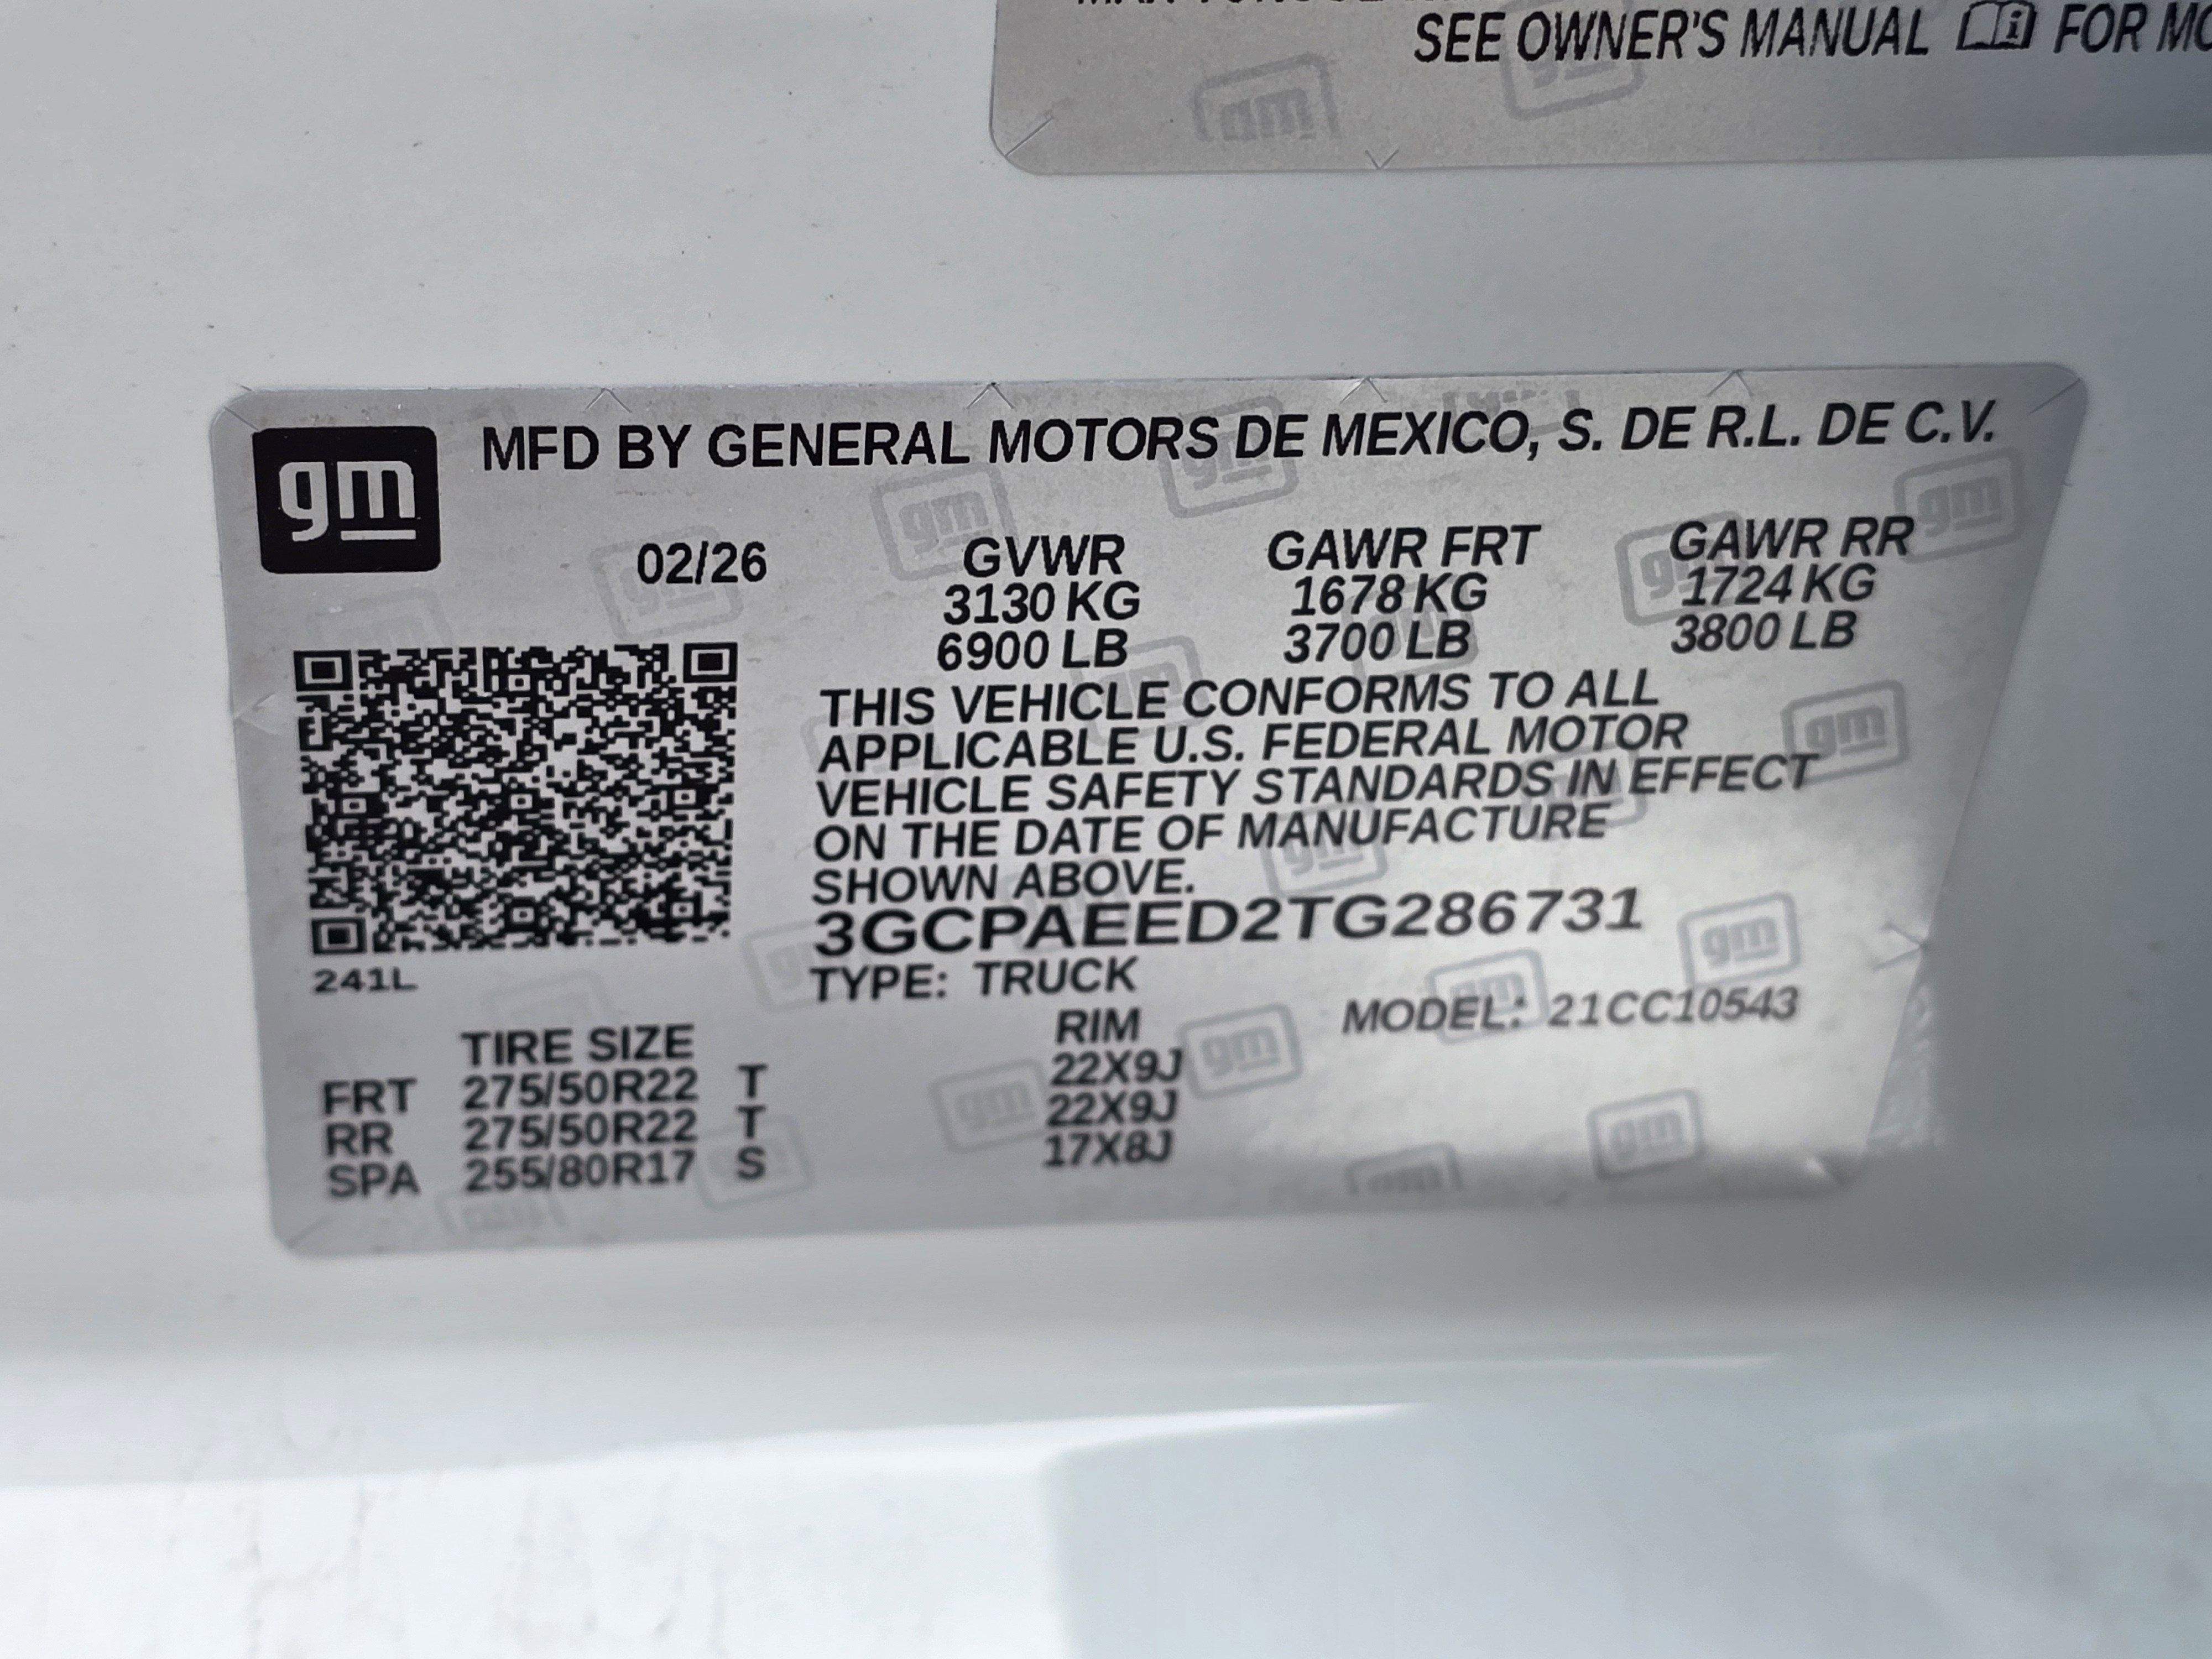 SEE OWNER'S MANUAL FOR
gm
MFD BY GENERAL MOTORS DE MEXICO, S. DE R.L. DE C.V.
02/26 GVWR GAWR FRT GAWR RR
3130 KG 1678 KG 1724 KG
6900 LB 3700 LB 3800 LB
THIS VEHICLE CONFORMS TO ALL
APPLICABLE U.S. FEDERAL MOTOR
VEHICLE SAFETY STANDARDS IN EFFECT
ON THE DATE OF MANUFACTURE
SHOWN ABOVE.
3GCPAEED2TG286731
241L
TYPE: TRUCK MODEL: 21CC10543
TIRE SIZE RIM
FRT 275/50R22 T 22X9J
RR 275/50R22 T 22X9J
SPA 255/80R17 S 17X8J